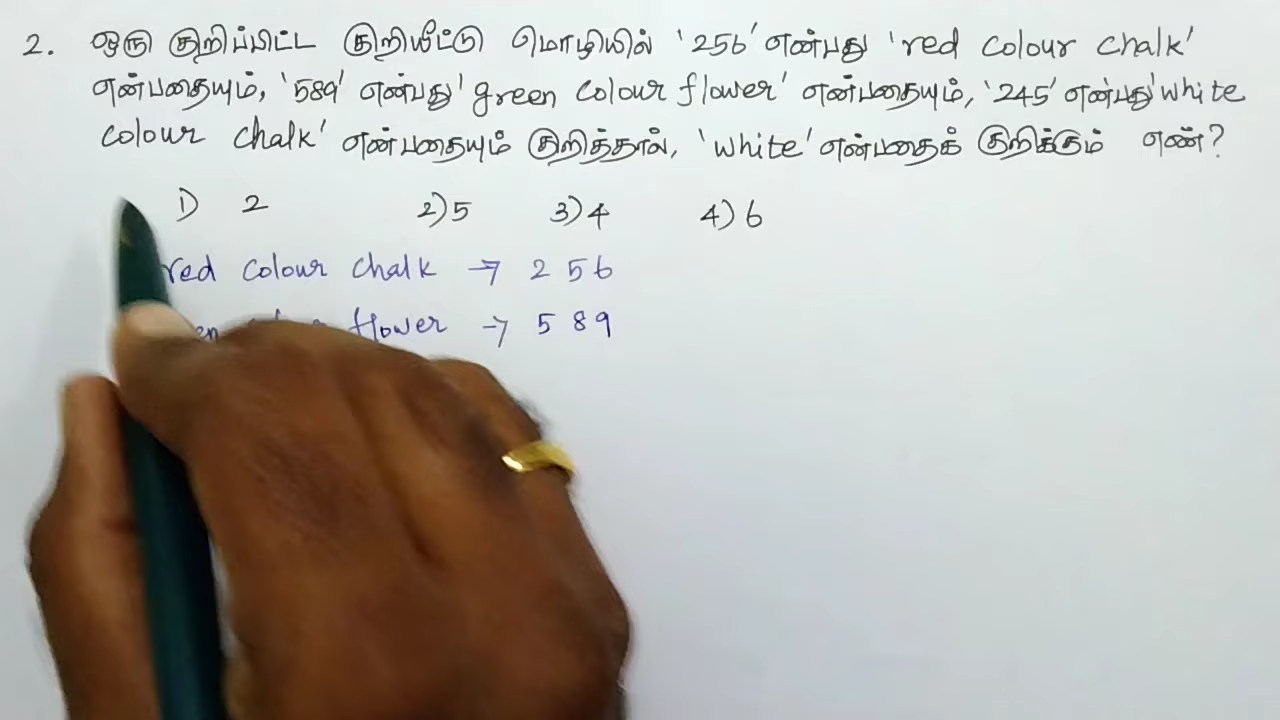 2. ஒரு குறிப்பிட்ட குறியீட்டு மொழியில் '256' என்பது 'red colour chalk'
என்பதையும், '589' என்பது 'green colour flower' என்பதையும், '245' என்பது 'white
colour chalk' என்பதையும் குறித்தால், 'white' என்பதைக் குறிக்கும் எண்?
1) 2 2) 5 3) 4 4) 6
red colour chalk → 2 5 6
flower → 5 8 9